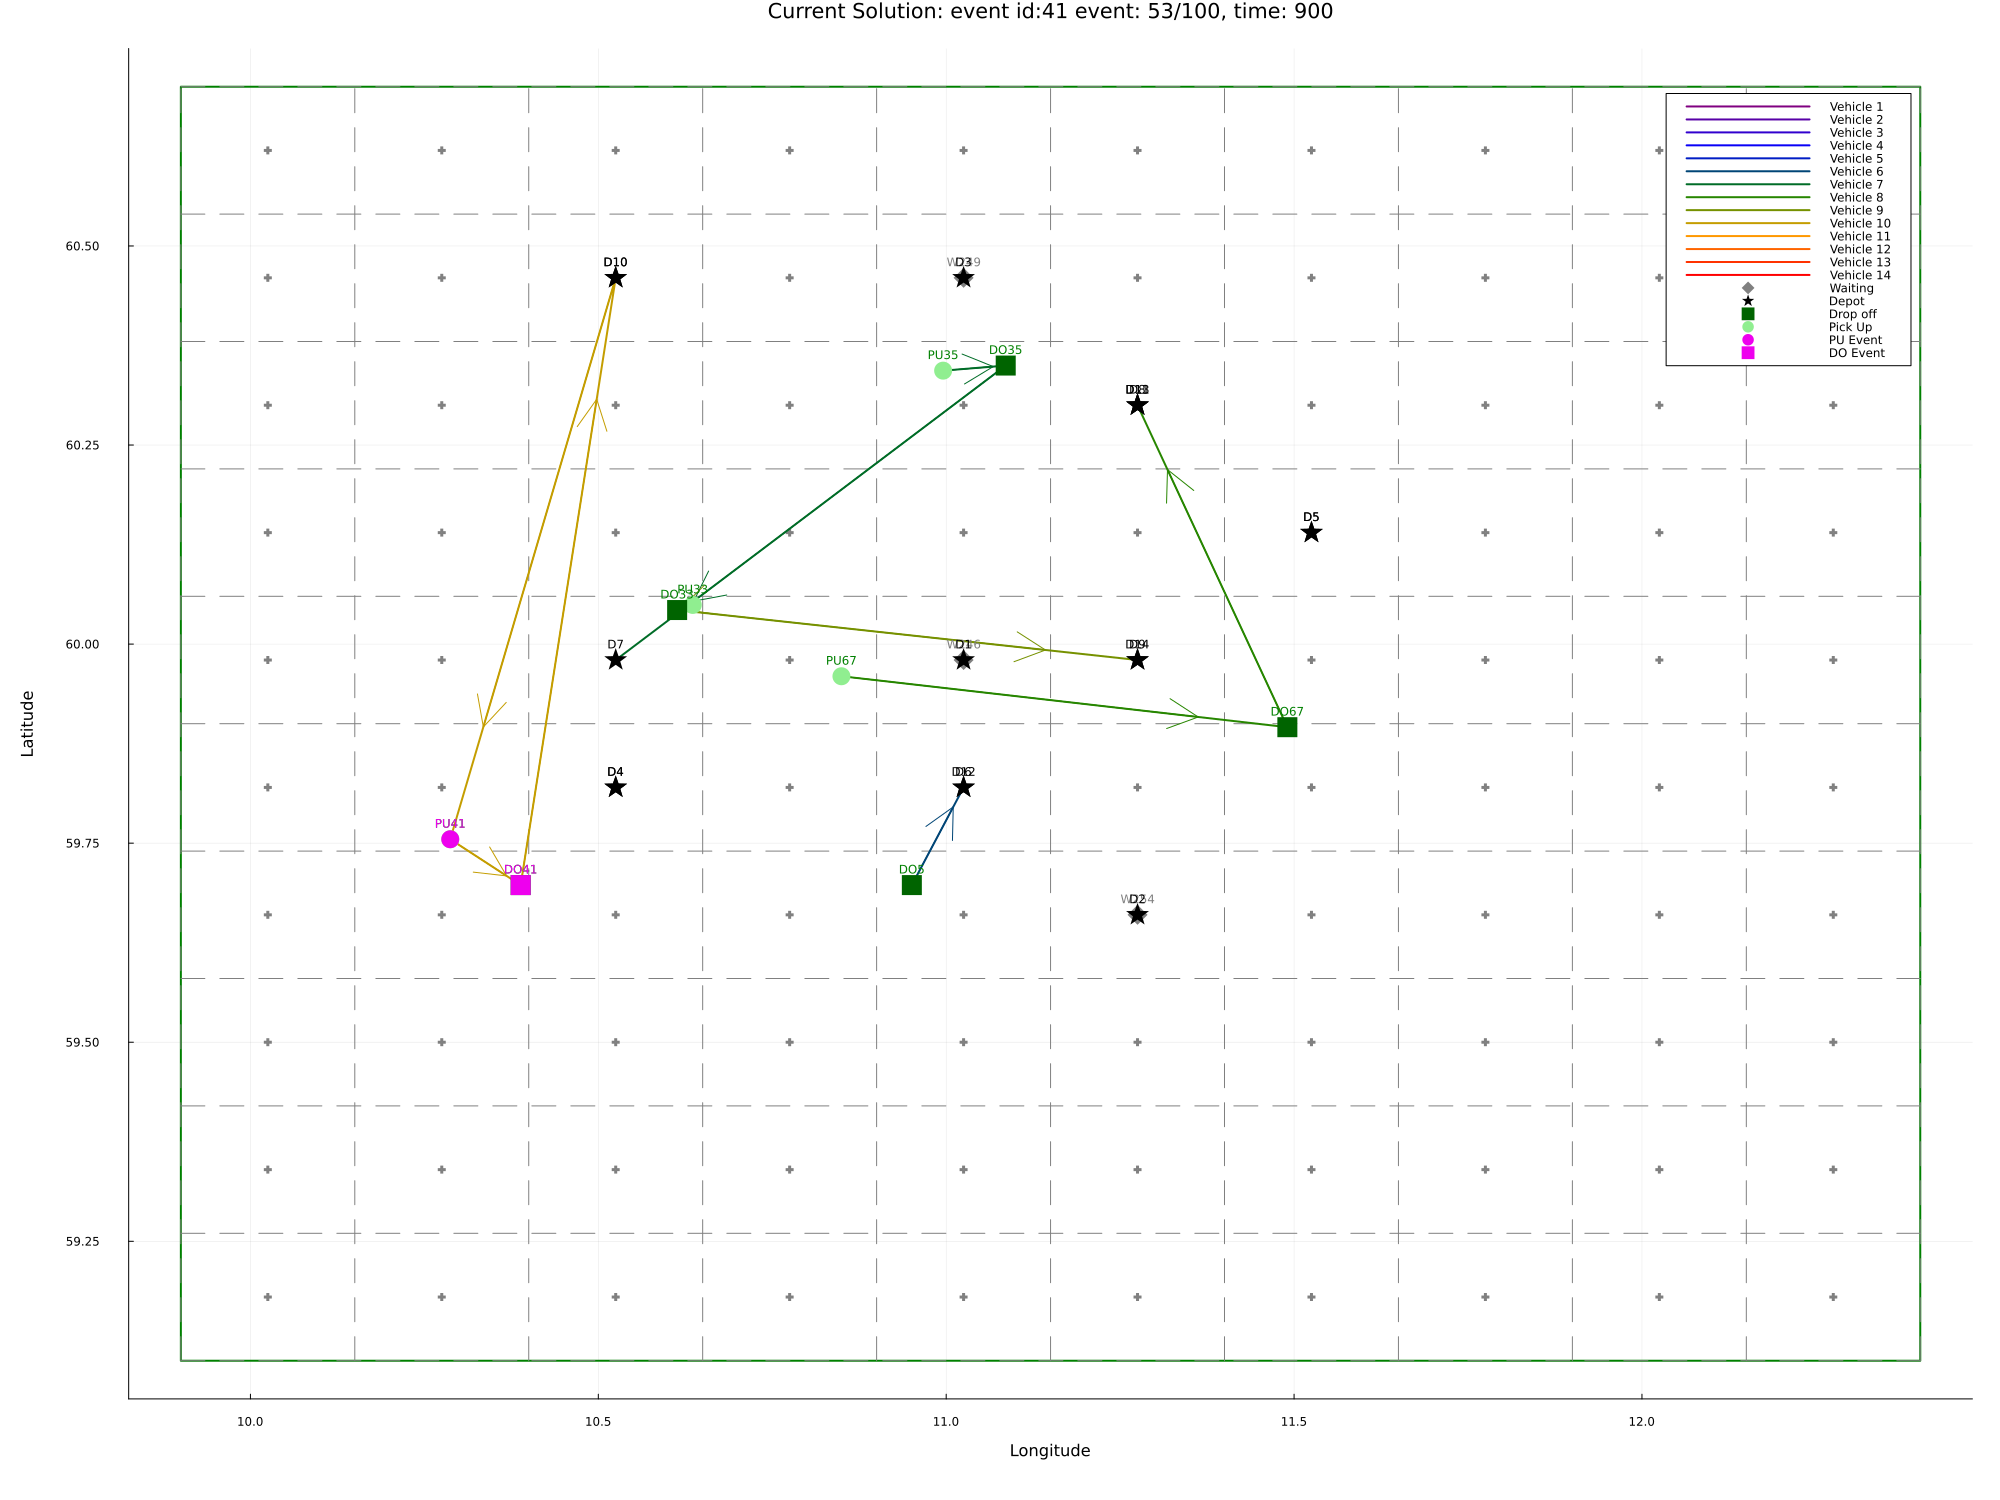 Current Solution: event id:41 event: 53/100, time: 900
Vehicle 1
Vehicle 2
Vehicle 3
Vehicle 4
Vehicle 5
Vehicle 6
Vehicle 7
Vehicle 8
Vehicle 9
Vehicle 10
Vehicle 11
Vehicle 12
Vehicle 13
Vehicle 14
Waiting
Depot
Drop off
Pick Up
PU Event
DO Event
60.50
60.25
60.00
59.75
59.50
59.25
Latitude
D10
D3
PU35
DO35
D5
PU33
D7
D1
PU67
DO67
D4
PU41
DO41
DO5
D2
10.0
10.5
11.0
11.5
12.0
Longitude